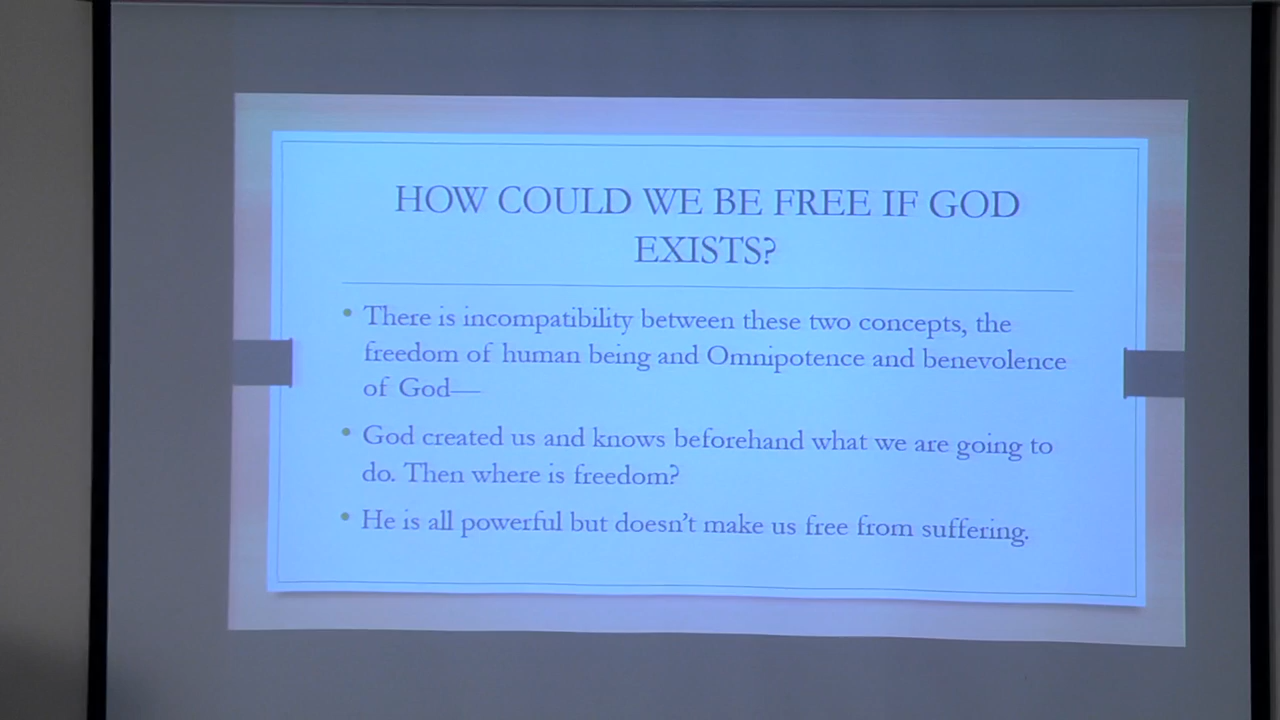 HOW COULD WE BE FREE IF GOD
EXISTS?
• There is incompatibility between these two concepts, the
freedom of human being and Omnipotence and benevolence
of God—
• God created us and knows beforehand what we are going to
do. Then where is freedom?
• He is all powerful but doesn’t make us free from suffering.